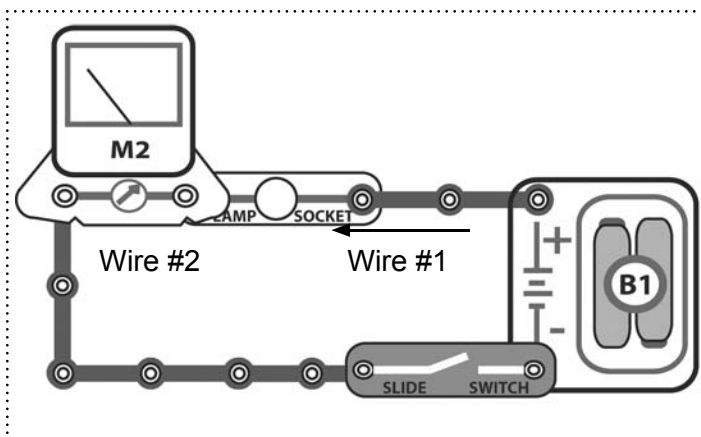 M2
LAMP SOCKET
Wire #2
Wire #1
+
B1
-
SLIDE SWITCH